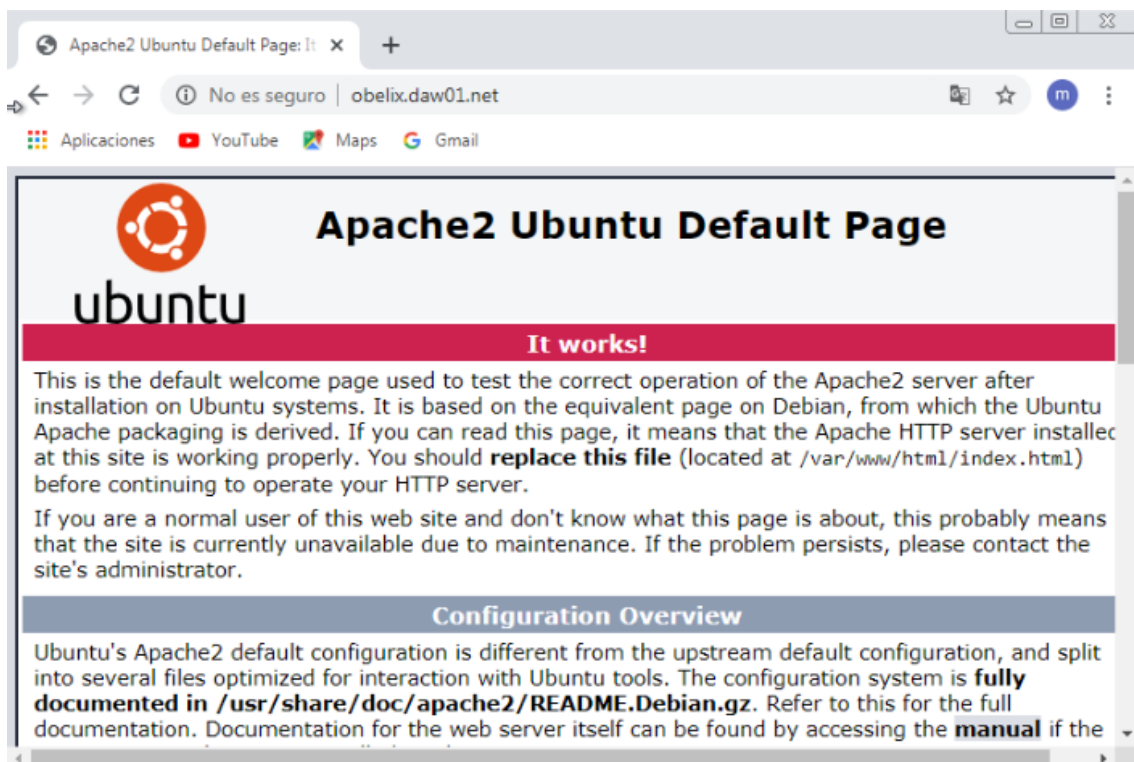 Apache2 Ubuntu Default Page: It
No es seguro | obelix.daw01.net
m
Aplicaciones YouTube Maps Gmail
Apache2 Ubuntu Default Page
ubuntu
It works!
This is the default welcome page used to test the correct operation of the Apache2 server after
installation on Ubuntu systems. It is based on the equivalent page on Debian, from which the Ubuntu
Apache packaging is derived. If you can read this page, it means that the Apache HTTP server installed
at this site is working properly. You should replace this file (located at /var/www/html/index.html)
before continuing to operate your HTTP server.
If you are a normal user of this web site and don't know what this page is about, this probably means
that the site is currently unavailable due to maintenance. If the problem persists, please contact the
site's administrator.
Configuration Overview
Ubuntu's Apache2 default configuration is different from the upstream default configuration, and split
into several files optimized for interaction with Ubuntu tools. The configuration system is fully
documented in /usr/share/doc/apache2/README.Debian.gz. Refer to this for the full
documentation. Documentation for the web server itself can be found by accessing the manual if the